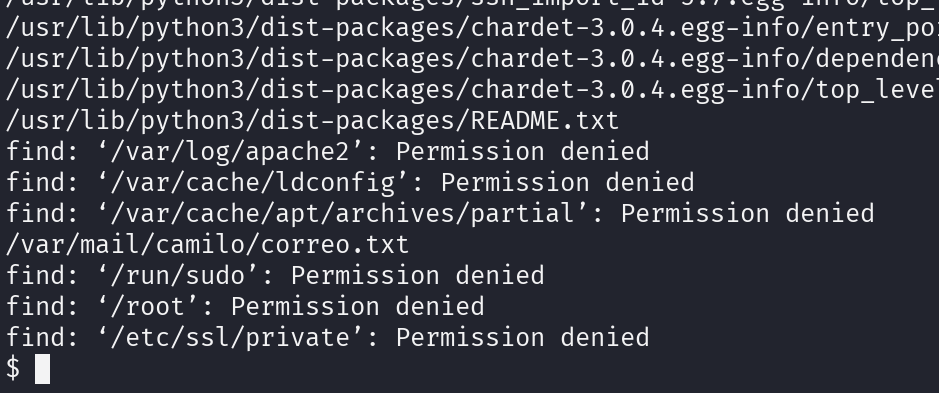 /usr/lib/python3/dist-packages/ssh_import_id-5.7.egg-info/top_
/usr/lib/python3/dist-packages/chardet-3.0.4.egg-info/entry_po
/usr/lib/python3/dist-packages/chardet-3.0.4.egg-info/dependen
/usr/lib/python3/dist-packages/chardet-3.0.4.egg-info/top_leve
/usr/lib/python3/dist-packages/README.txt
find: ‘/var/log/apache2’: Permission denied
find: ‘/var/cache/ldconfig’: Permission denied
find: ‘/var/cache/apt/archives/partial’: Permission denied
/var/mail/camilo/correo.txt
find: ‘/run/sudo’: Permission denied
find: ‘/root’: Permission denied
find: ‘/etc/ssl/private’: Permission denied
$